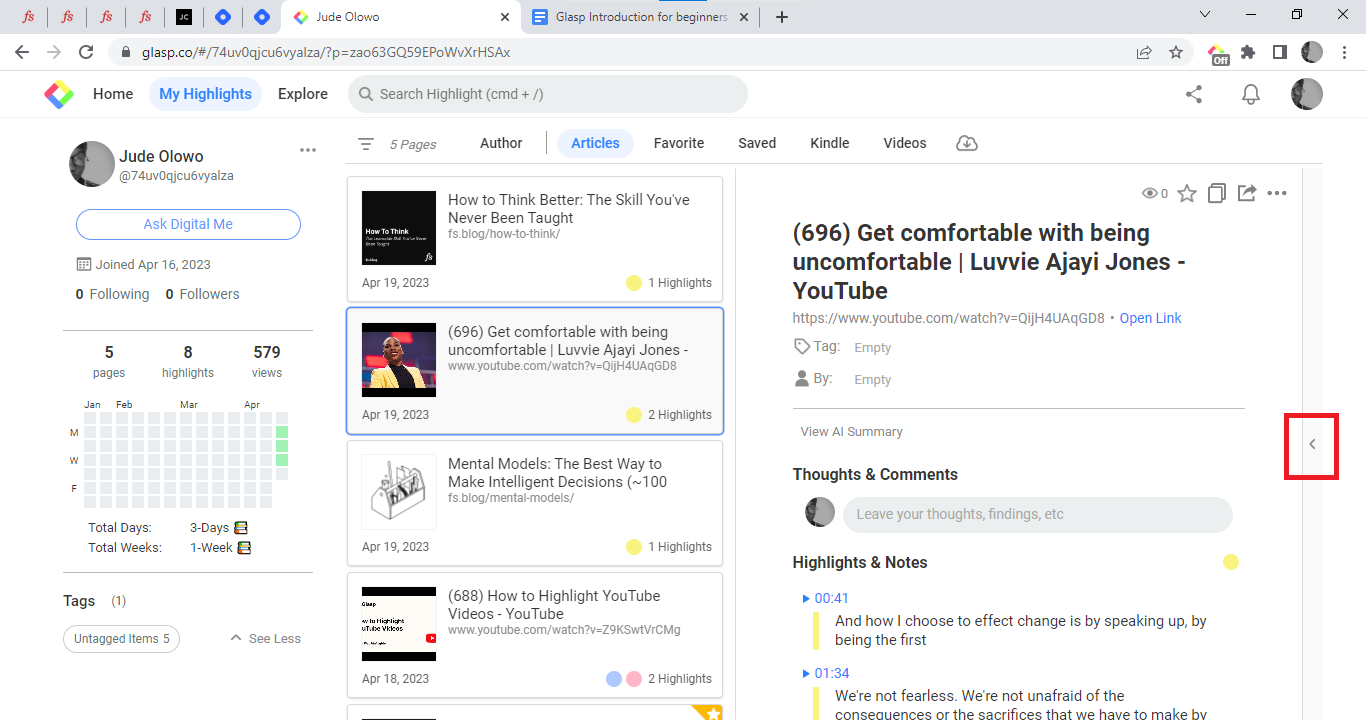 Jude Olowo
Glasp Introduction for beginners
glasp.co/#/74uv0qjcu6vyalza/?p=zao63GQ59EPoWvXrHSAx
Off
Home
My Highlights
Explore
Search Highlight (cmd + /)
Jude Olowo
@74uv0qjcu6vyalza
Ask Digital Me
Joined Apr 16, 2023
0 Following 0 Followers
5 8 579
pages highlights views
Jan Feb Mar Apr
M
W
F
Total Days: 3-Days
Total Weeks: 1-Week
Tags (1)
Untagged Items 5
See Less
5 Pages
Author
Articles
Favorite
Saved
Kindle
Videos
How to Think Better: The Skill You've
Never Been Taught
fs.blog/how-to-think/
How To Think
Apr 19, 2023
1 Highlights
(696) Get comfortable with being
uncomfortable | Luvvie Ajayi Jones -
www.youtube.com/watch?v=QijH4UAqGD8
Apr 19, 2023
2 Highlights
Mental Models: The Best Way to
Make Intelligent Decisions (~100
fs.blog/mental-models/
Apr 19, 2023
1 Highlights
(688) How to Highlight YouTube
Videos - YouTube
www.youtube.com/watch?v=Z9KSwtVrCMg
Glasp
w to Highlight
uTube Videos
Apr 18, 2023
2 Highlights
0
(696) Get comfortable with being
uncomfortable | Luvvie Ajayi Jones -
YouTube
https://www.youtube.com/watch?v=QijH4UAqGD8 • Open Link
Tag: Empty
By: Empty
View AI Summary
Thoughts & Comments
Leave your thoughts, findings, etc
Highlights & Notes
00:41
And how I choose to effect change is by speaking up, by
being the first
01:34
We're not fearless. We're not unafraid of the
consequences or the sacrifices that we have to make by